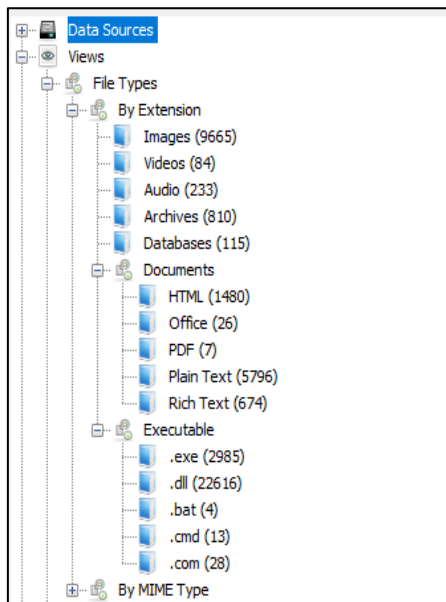 Data Sources
Views
File Types
By Extension
Images (9665)
Videos (84)
Audio (233)
Archives (810)
Databases (115)
Documents
HTML (1480)
Office (26)
PDF (7)
Plain Text (5796)
Rich Text (674)
Executable
.exe (2985)
.dll (22616)
.bat (4)
.cmd (13)
.com (28)
By MIME Type